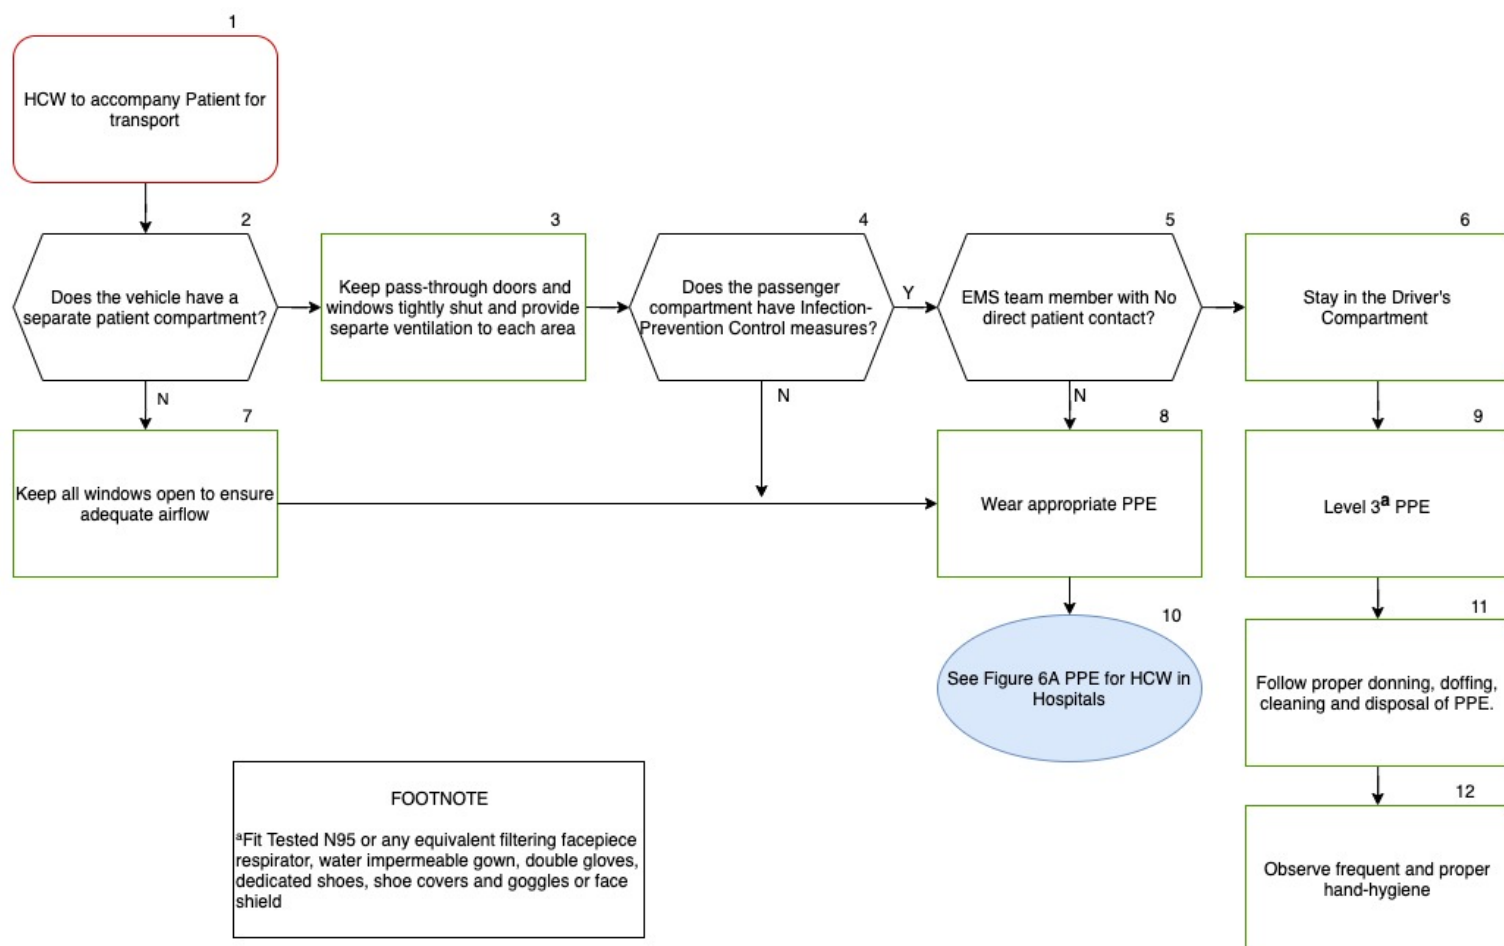 1
HCW to accompany Patient for
transport
2
Does the vehicle have a
separate patient compartment?
3
Keep pass-through doors and
windows tightly shut and provide
separte ventilation to each area
4
Does the passenger
compartment have Infection-
Prevention Control measures?
Y
5
EMS team member with No
direct patient contact?
6
Stay in the Driver's
Compartment
N
N
N
7
Keep all windows open to ensure
adequate airflow
8
Wear appropriate PPE
9
Level 3ª PPE
10
See Figure 6A PPE for HCW in
Hospitals
11
Follow proper donning, doffing,
cleaning and disposal of PPE.
12
Observe frequent and proper
hand-hygiene
FOOTNOTE
ªFit Tested N95 or any equivalent filtering facepiece
respirator, water impermeable gown, double gloves,
dedicated shoes, shoe covers and goggles or face
shield